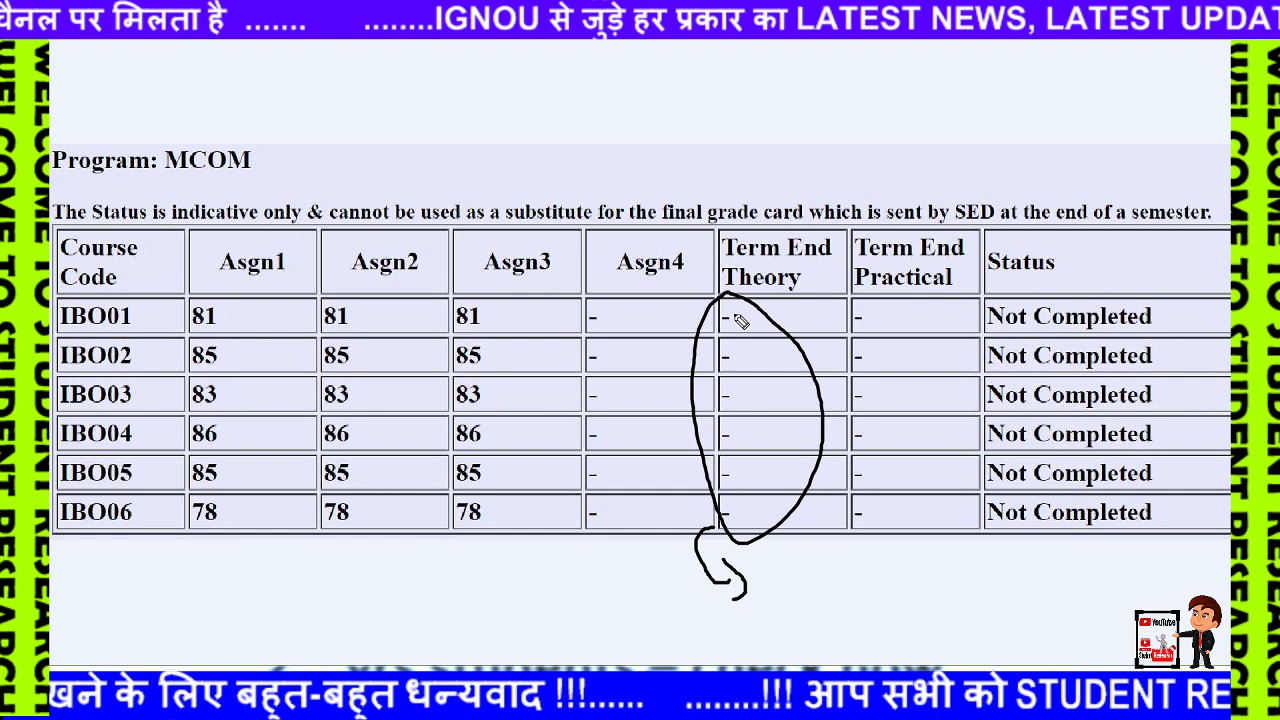 चैनल पर मिलता है ....... ........IGNOU से जुड़े हर प्रकार का LATEST NEWS, LATEST UPDAT
WELCOME TO STUDENT RESEARCH
WELCOME TO STUDENT RESEARCH
Program: MCOM
The Status is indicative only & cannot be used as a substitute for the final grade card which is sent by SED at the end of a semester.
Course Code Asgn1 Asgn2 Asgn3 Asgn4 Term End Theory Term End Practical Status
IBO01 81 81 81 - - - Not Completed
IBO02 85 85 85 - - - Not Completed
IBO03 83 83 83 - - - Not Completed
IBO04 86 86 86 - - - Not Completed
IBO05 85 85 85 - - - Not Completed
IBO06 78 78 78 - - - Not Completed
YouTube
खने के लिए बहुत-बहुत धन्यवाद !!!...... ........!!! आप सभी को STUDENT RE